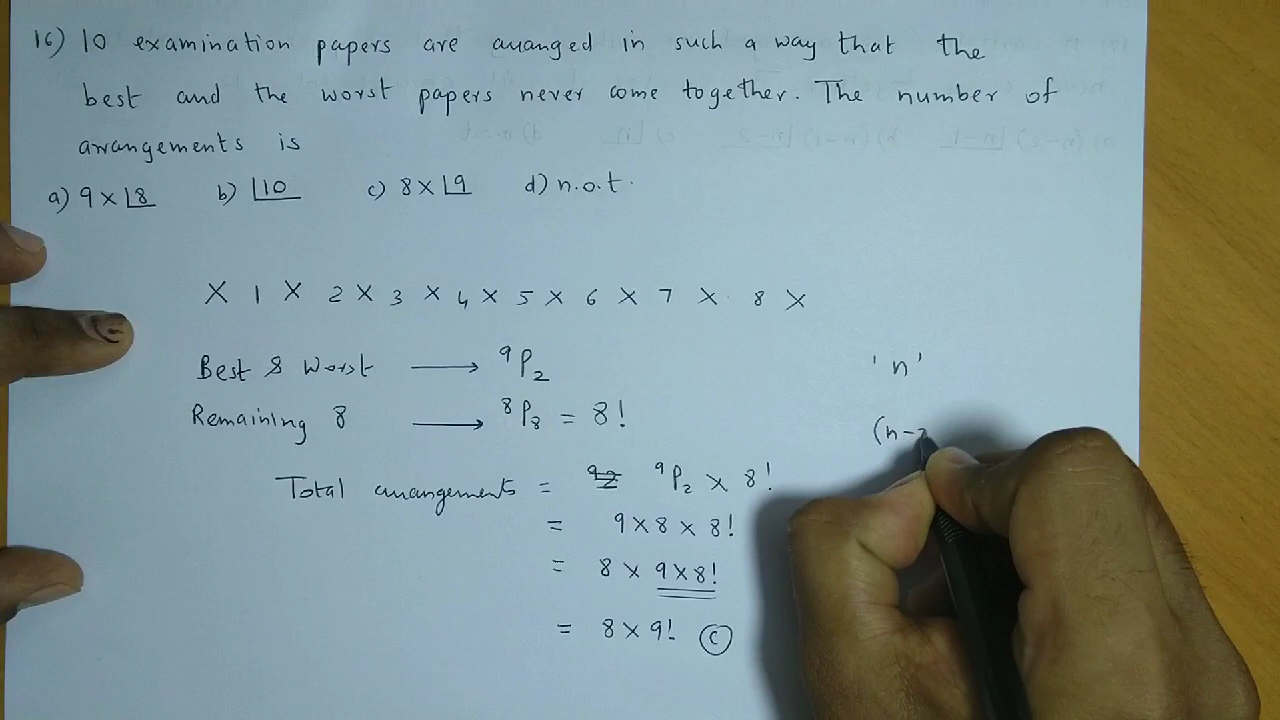 16) 10 examination papers are arranged in such a way that the
best and the worst papers never come together. The number of
arrangements is
a) 9 × ⌊8 b) ⌊10 c) 8 × ⌊9 d) n.o.t.
× 1 × 2 × 3 × 4 × 5 × 6 × 7 × 8 ×
Best & Worst → ⁹P₂
'n'
Remaining 8 → ⁸P₈ = 8!
(n-
Total arrangements = ⁹P₂ × 8!
= 9 × 8 × 8!
= 8 × 9 × 8!
= 8 × 9! (c)